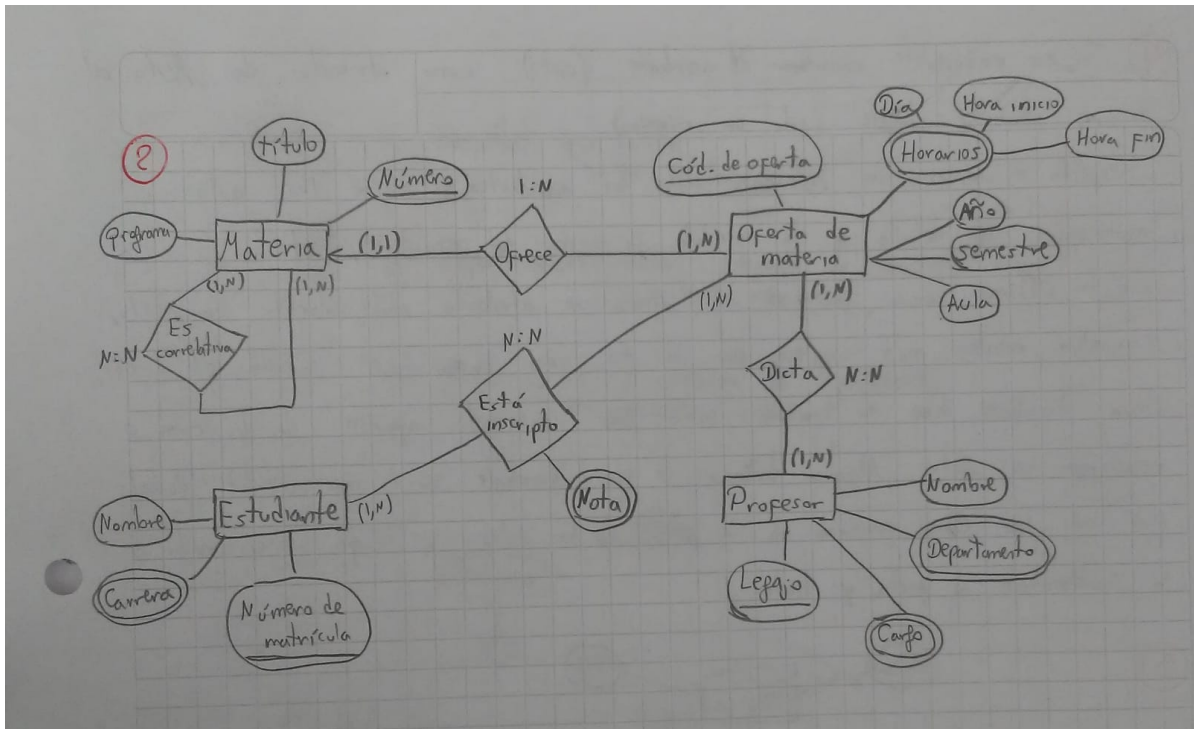 2
título
Número
Programa
Materia
(1,1)
(1,N)
(1,N)
Es
correlativa
N:N
1:N
Ofrece
(1,N)
Cód. de oferta
Oferta de
materia
Día
Hora inicio
Hora Fin
Horarios
Año
semestre
Aula
(1,N)
(1,N)
N:N
Está
inscripto
Nota
Dicta
N:N
(1,N)
Estudiante
(1,N)
Nombre
Carrera
Número de
matrícula
Profesor
Nombre
Departamento
Legajo
Cargo